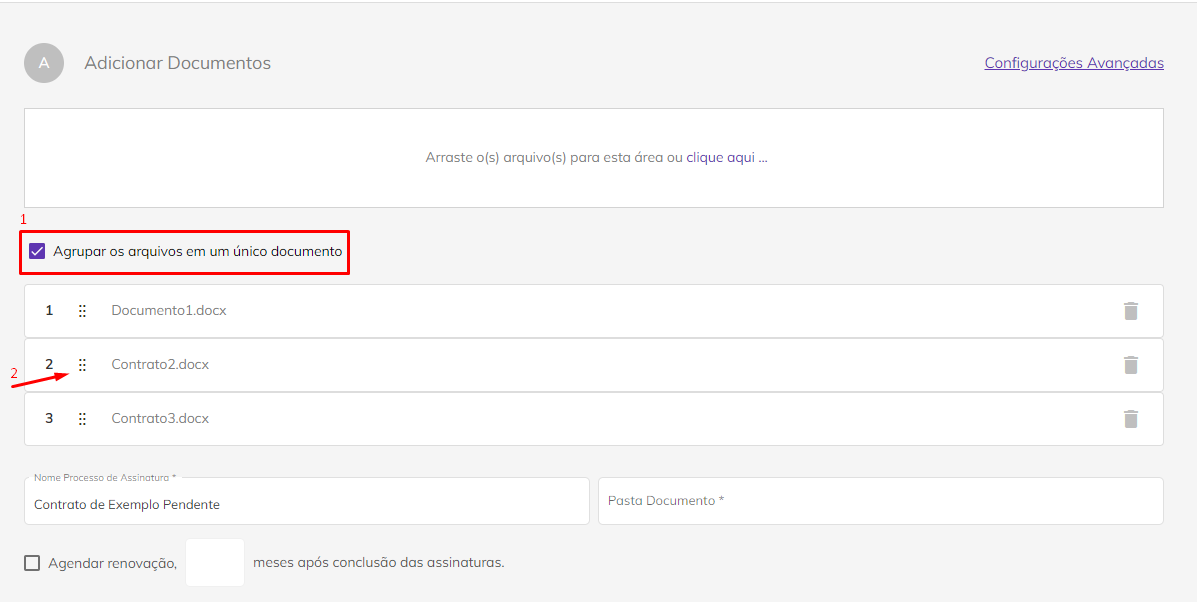 A Adicionar Documentos Configurações Avançadas
Arraste o(s) arquivo(s) para esta área ou clique aqui ...
1
Agrupar os arquivos em um único documento
1 Documento1.docx
2 Contrato2.docx
2
3 Contrato3.docx
Nome Processo de Assinatura *
Contrato de Exemplo Pendente
Pasta Documento *
Agendar renovação, meses após conclusão das assinaturas.